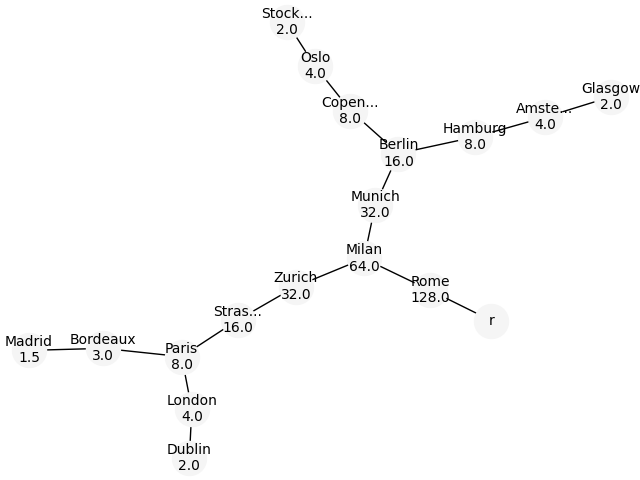 Stock...
2.0
Oslo
4.0
Copen...
8.0
Glasgow
2.0
Amste...
4.0
Hamburg
8.0
Berlin
16.0
Munich
32.0
Milan
64.0
Zurich
32.0
Rome
128.0
r
Stras...
16.0
Madrid
1.5
Bordeaux
3.0
Paris
8.0
London
4.0
Dublin
2.0